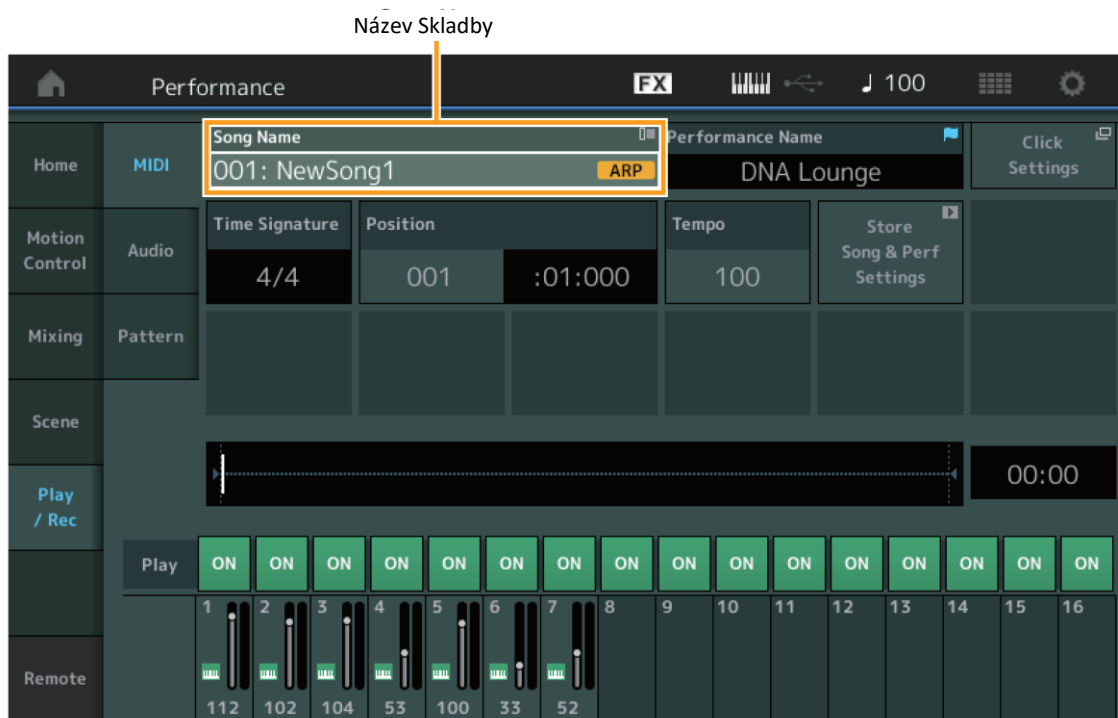 Název Skladby
Performance
FX
100
Song Name
Performance Name
Click
Settings
001: NewSong1
ARP
DNA Lounge
Home
MIDI
Motion
Control
Audio
Time Signature
Position
Tempo
Store
Song & Perf
Settings
4/4
001
:01:000
100
Mixing
Pattern
Scene
Play
/ Rec
00:00
Play
ON ON ON ON ON ON ON ON ON ON ON ON ON ON ON ON
1 2 3 4 5 6 7 8 9 10 11 12 13 14 15 16
Remote
112 102 104 53 100 33 52